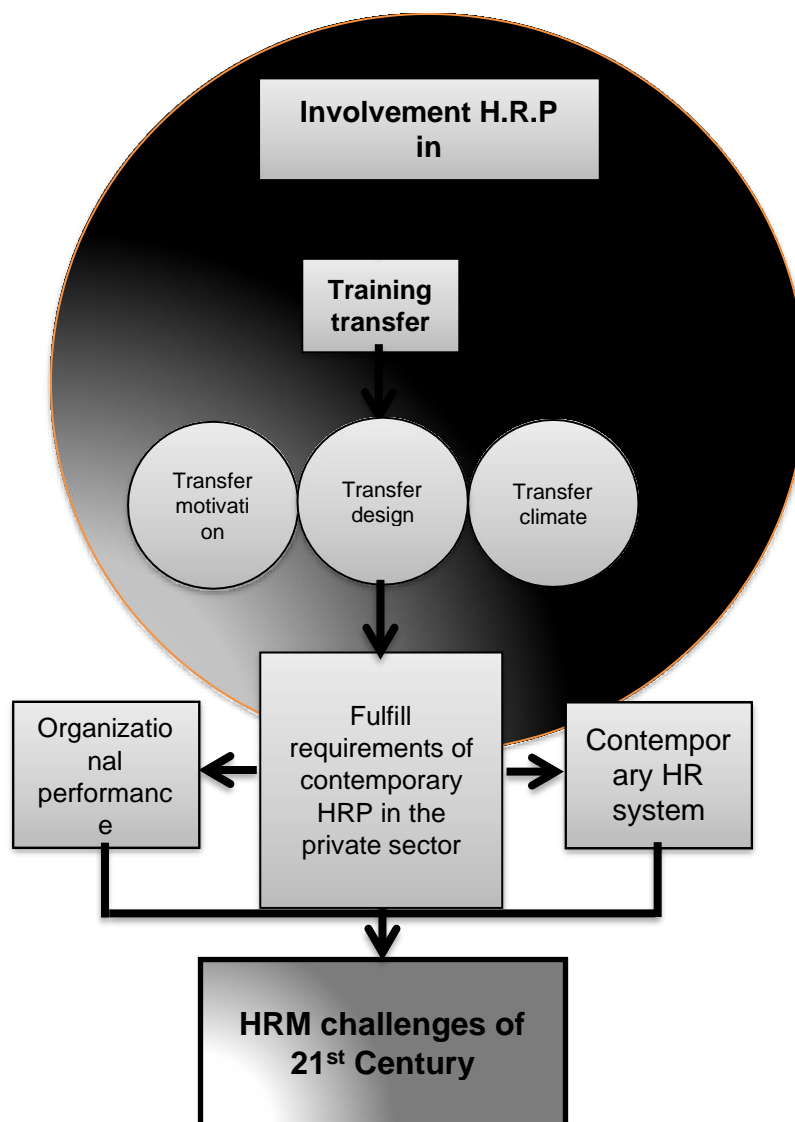 Involvement H.R.P
in
Training
transfer
Transfer
motivati
on
Transfer
design
Transfer
climate
Organizatio
nal
performanc
e
Fulfill
requirements of
contemporary
HRP in the
private sector
Contempor
ary HR
system
HRM challenges of
21st Century